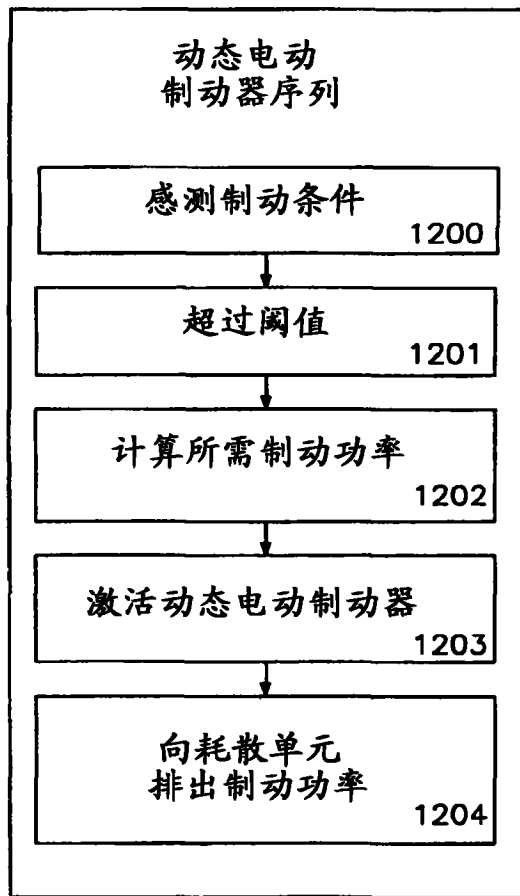 动态电动
制动器序列
感测制动条件
1200
超过阈值
1201
计算所需制动功率
1202
激活动态电动制动器
1203
向耗散单元
排出制动功率
1204